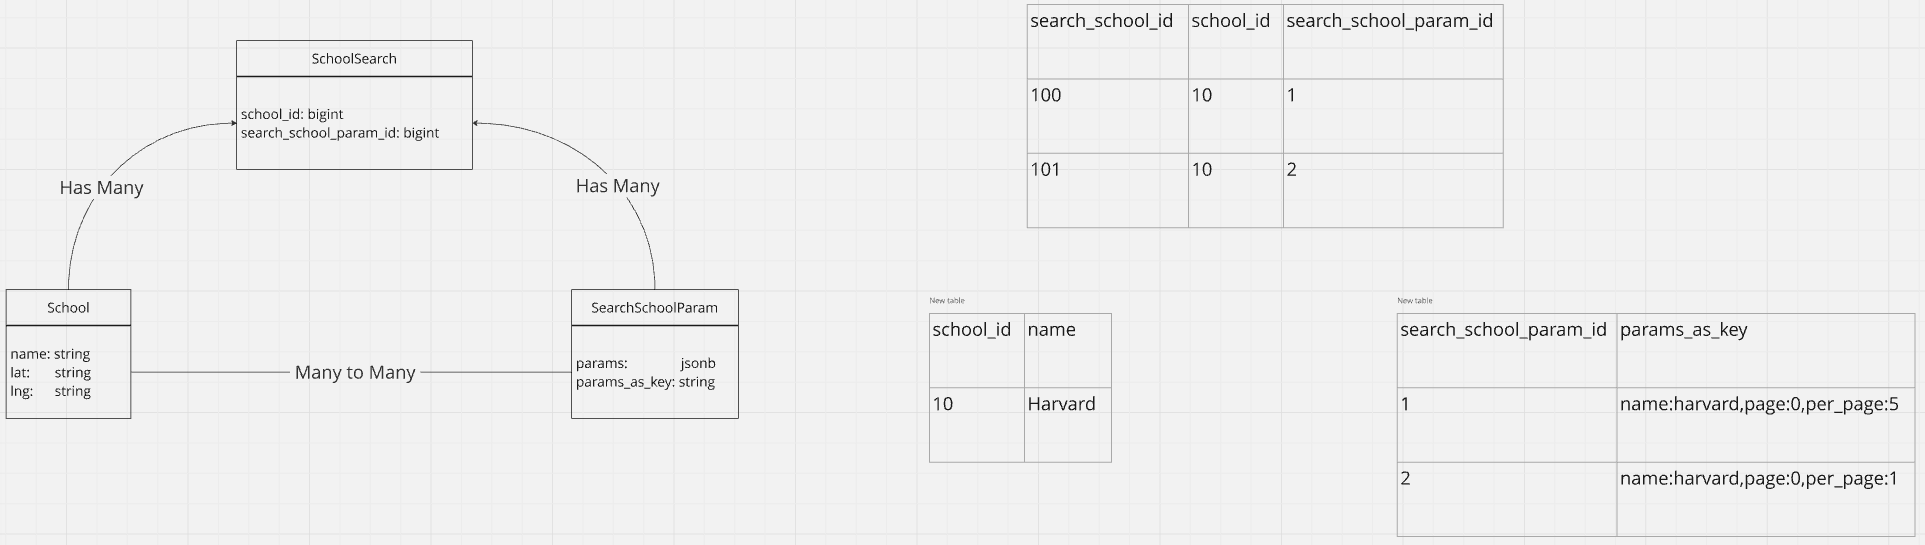 SchoolSearch
school_id: bigint
search_school_param_id: bigint
Has Many
Has Many
School
name: string
lat: string
lng: string
Many to Many
SearchSchoolParam
params: jsonb
params_as_key: string
search_school_id school_id search_school_param_id
100 10 1
101 10 2
New table
school_id name
10 Harvard
New table
search_school_param_id params_as_key
1 name:harvard,page:0,per_page:5
2 name:harvard,page:0,per_page:1